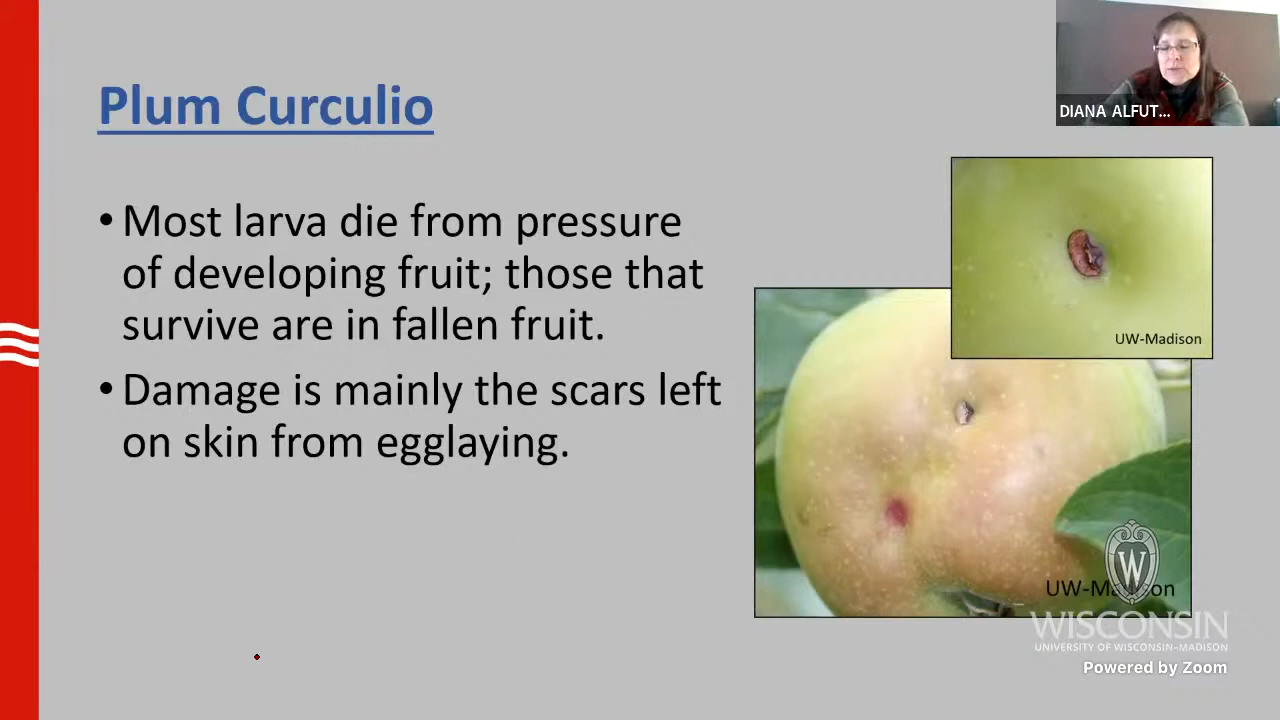 Plum Curculio
DIANA ALFUT...
• Most larva die from pressure
of developing fruit; those that
survive are in fallen fruit.
• Damage is mainly the scars left
on skin from egglaying.
UW-Madison
UW-Madison
W
WISCONSIN
UNIVERSITY OF WISCONSIN–MADISON
Powered by Zoom